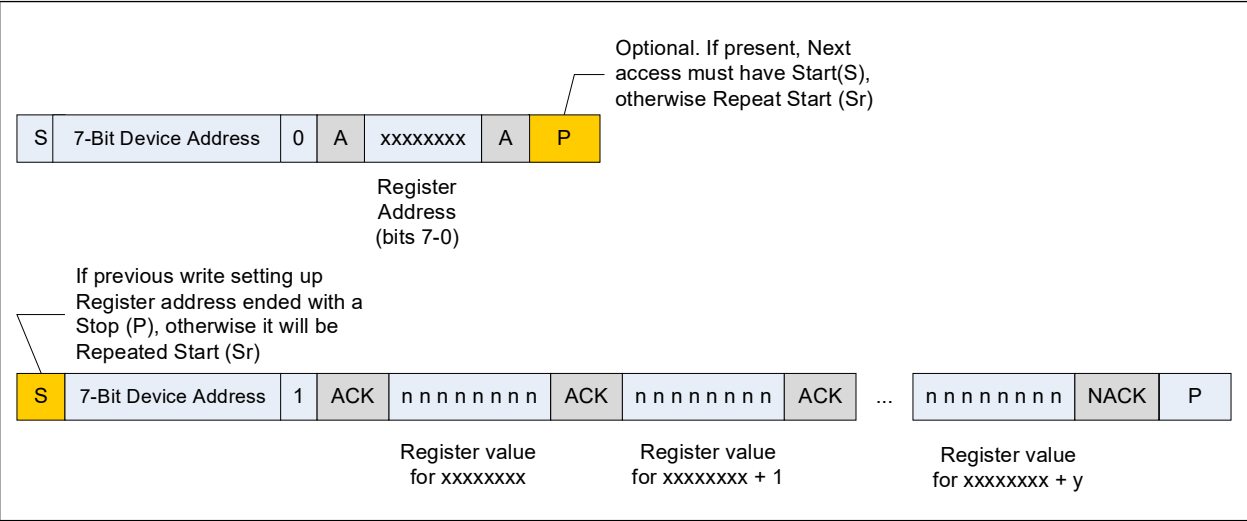 Optional. If present, Next
access must have Start(S),
otherwise Repeat Start (Sr)
S 7-Bit Device Address 0 A xxxxxxxx A P
Register
Address
(bits 7-0)
If previous write setting up
Register address ended with a
Stop (P), otherwise it will be
Repeated Start (Sr)
S 7-Bit Device Address 1 ACK n n n n n n n n ACK n n n n n n n n ACK ... n n n n n n n n NACK P
Register value
for xxxxxxxx
Register value
for xxxxxxxx + 1
Register value
for xxxxxxxx + y